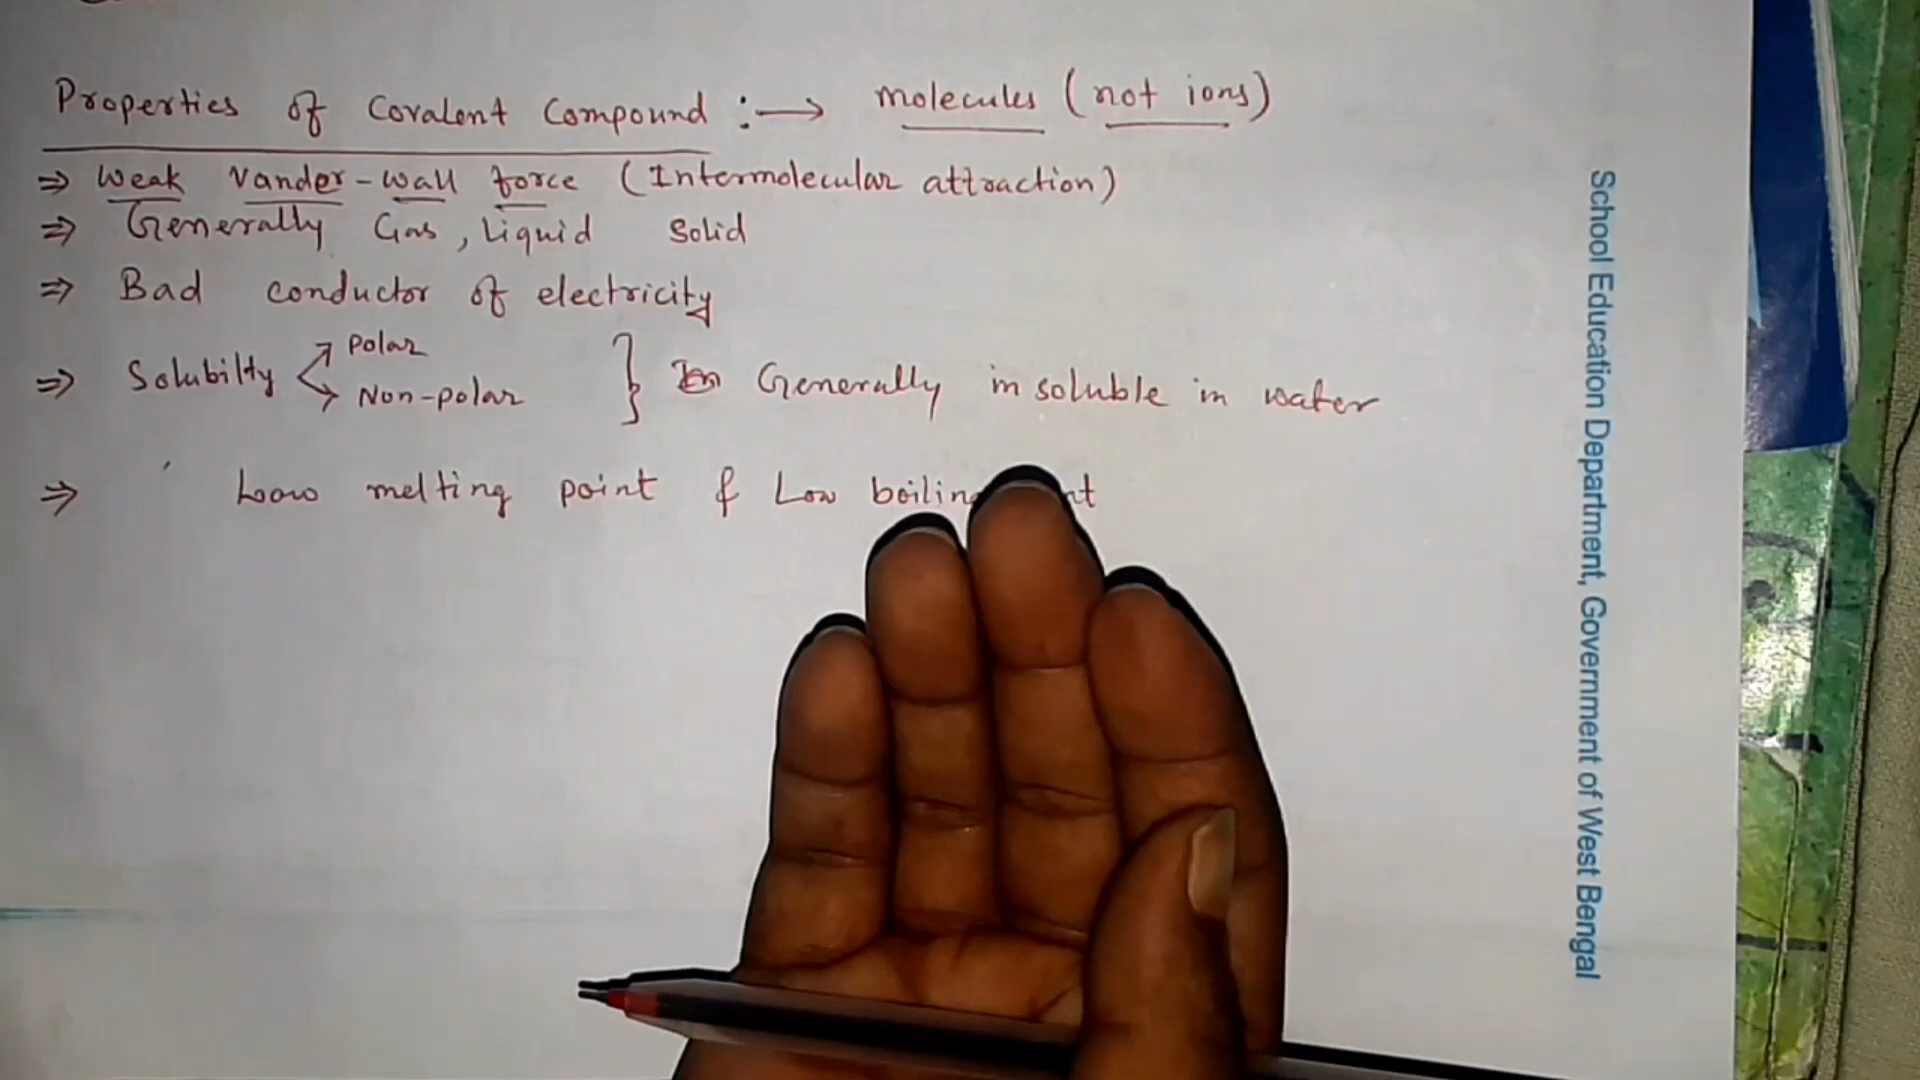 Properties of Covalent Compound :→ molecules (not ions)
⇒ Weak Vander-Wall force (Intermolecular attraction)
⇒ Generally Gas, Liquid Solid
⇒ Bad conductor of electricity
⇒ Solubilty Polar
Non-polar } Generally insoluble in water
⇒ Low melting point & Low boiling
School Education Department, Government of West Bengal